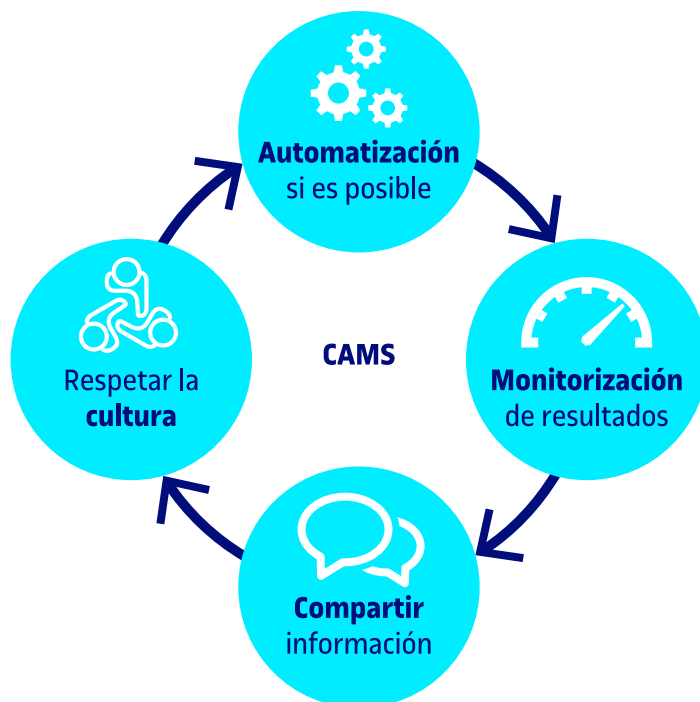 Automatización
si es posible
Respetar la
cultura
CAMS
Monitorización
de resultados
Compartir
información